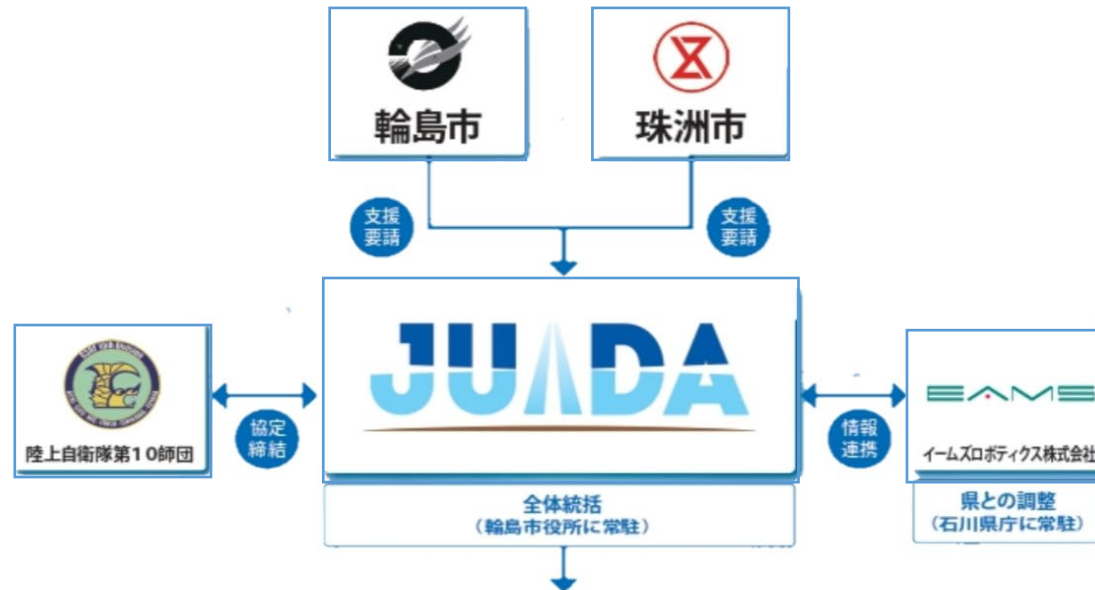 輪島市
珠洲市
支援
要請
支援
要請
JUIDA
陸上自衛隊第10師団
協定
締結
情報
連携
EAMS
イームズロボティクス株式会社
全体統括
(輪島市役所に常駐)
県との調整
(石川県庁に常駐)